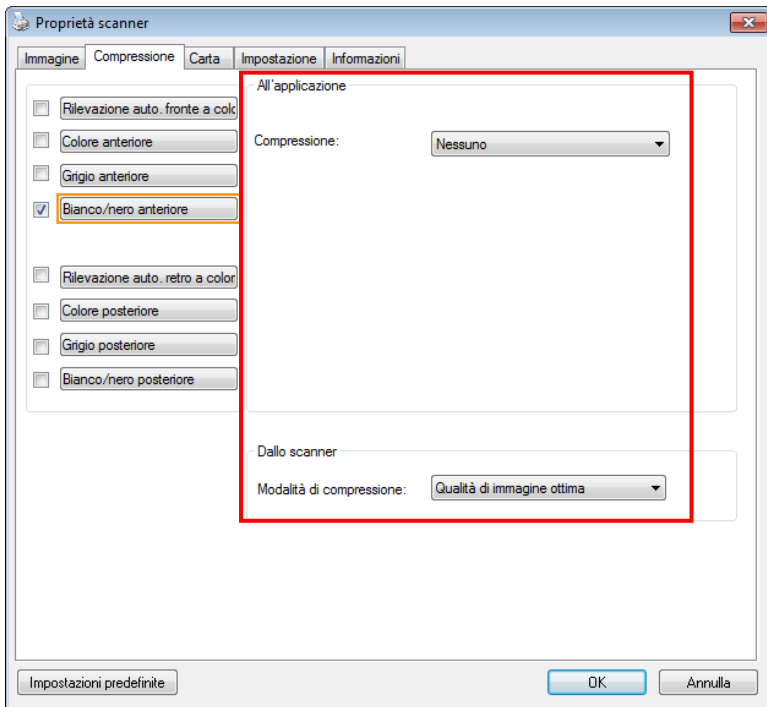 Proprietà scanner
Immagine Compressione Carta Impostazione Informazioni
All'applicazione
Rilevazione auto. fronte a colo
Colore anteriore
Compressione: Nessuno
Grigio anteriore
Bianco/nero anteriore
Rilevazione auto. retro a color
Colore posteriore
Grigio posteriore
Bianco/nero posteriore
Dallo scanner
Modalità di compressione: Qualità di immagine ottima
Impostazioni predefinite OK Annulla